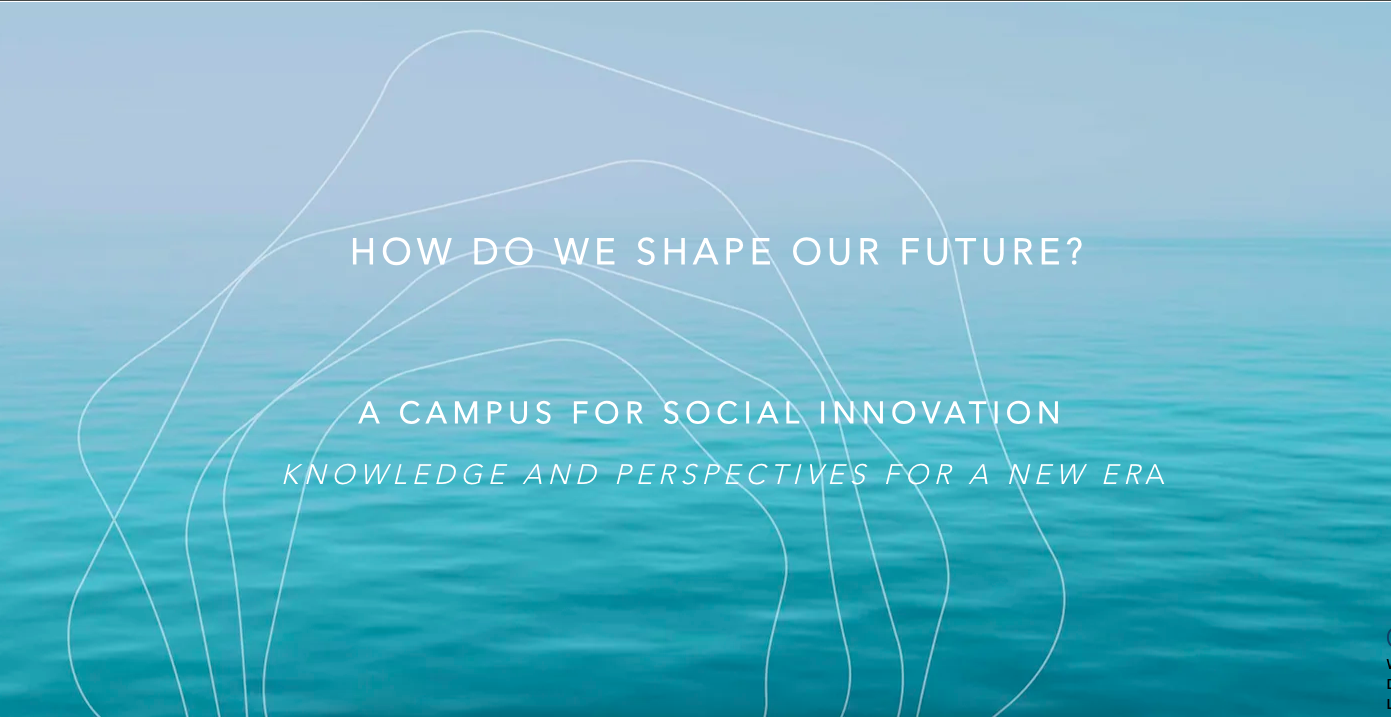 HOW DO WE SHAPE OUR FUTURE?
A CAMPUS FOR SOCIAL INNOVATION
KNOWLEDGE AND PERSPECTIVES FOR A NEW ERA